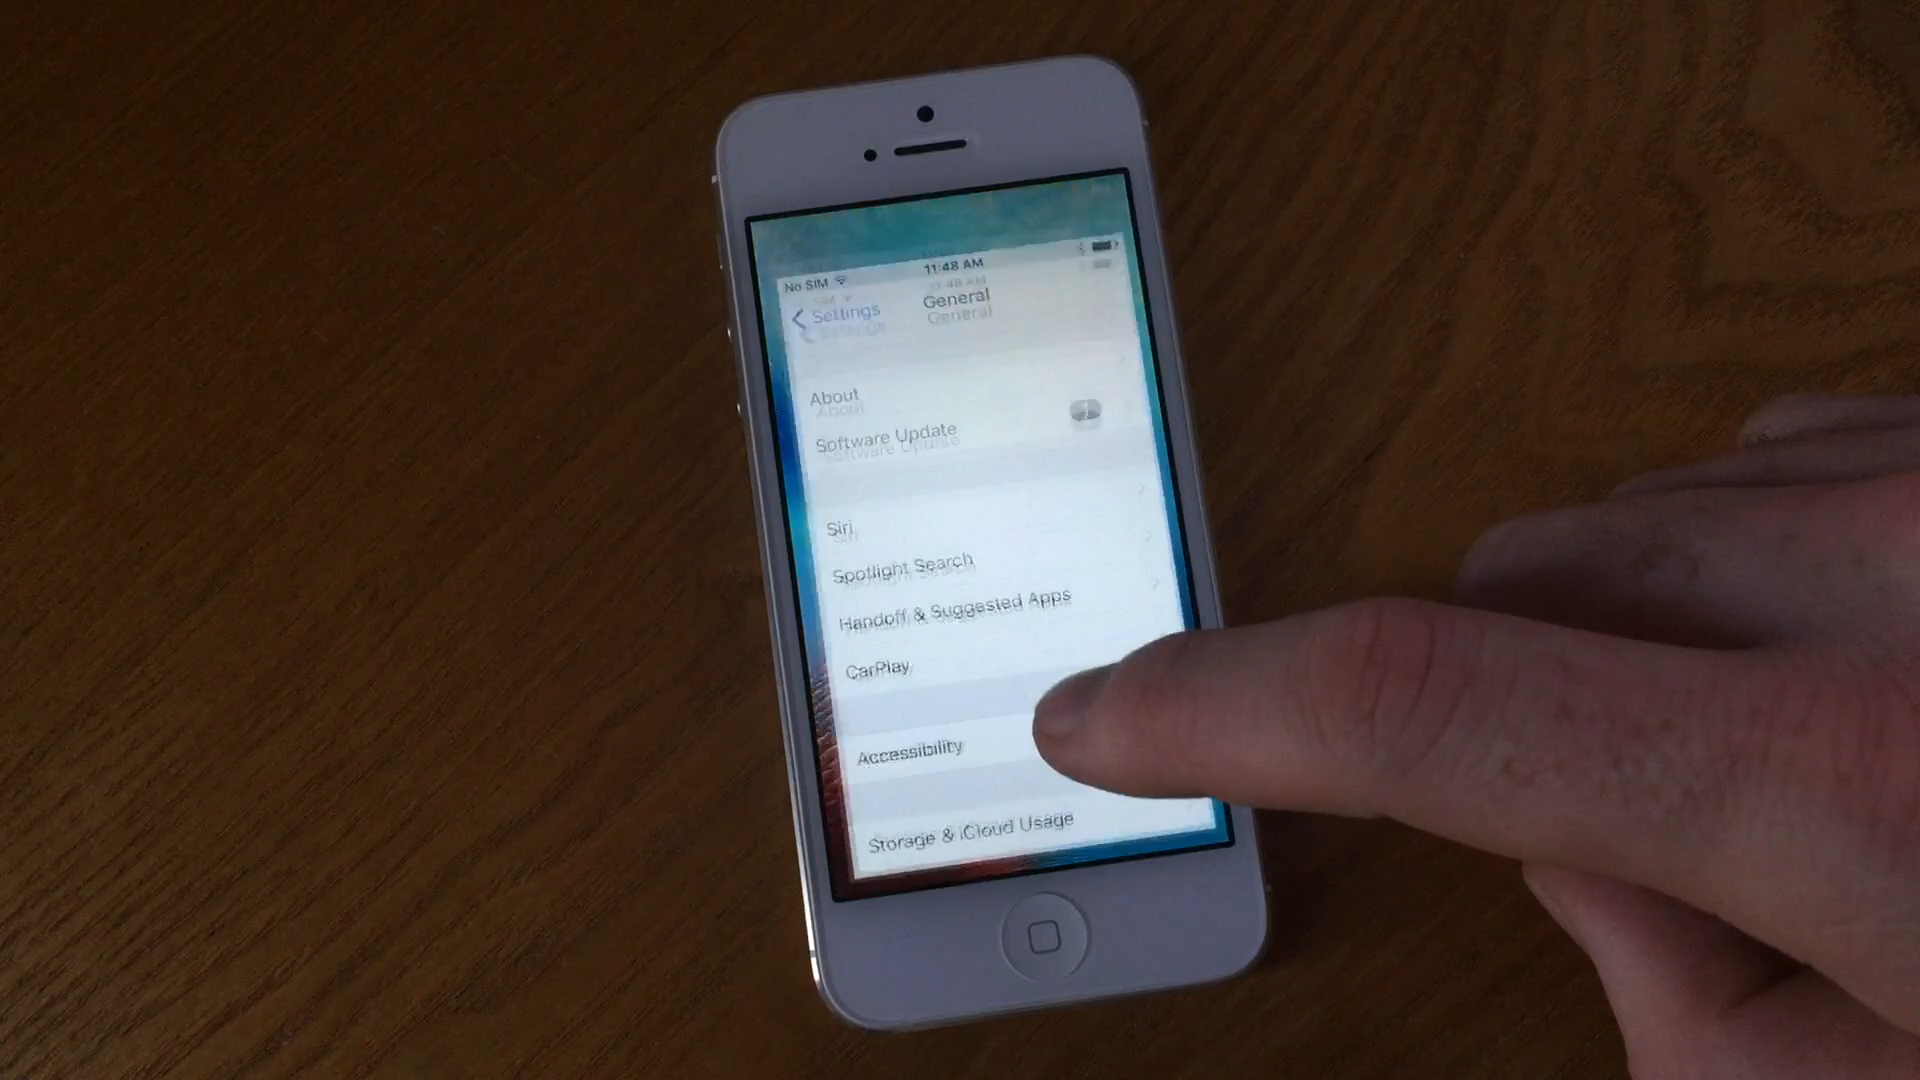 No SIM 11:48 AM
Settings General
About
Software Update 1
Siri
Spotlight Search
Handoff & Suggested Apps
CarPlay
Accessibility
Storage & iCloud Usage